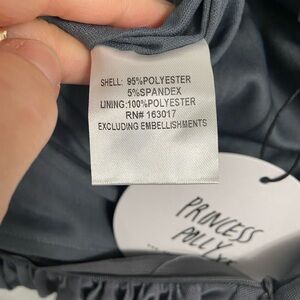 SHELL: 95%POLYESTER
5%SPANDEX
LINING:100%POLYESTER
RN# 163017
EXCLUDING EMBELLISHMENTS
PRINCESS
POLLY